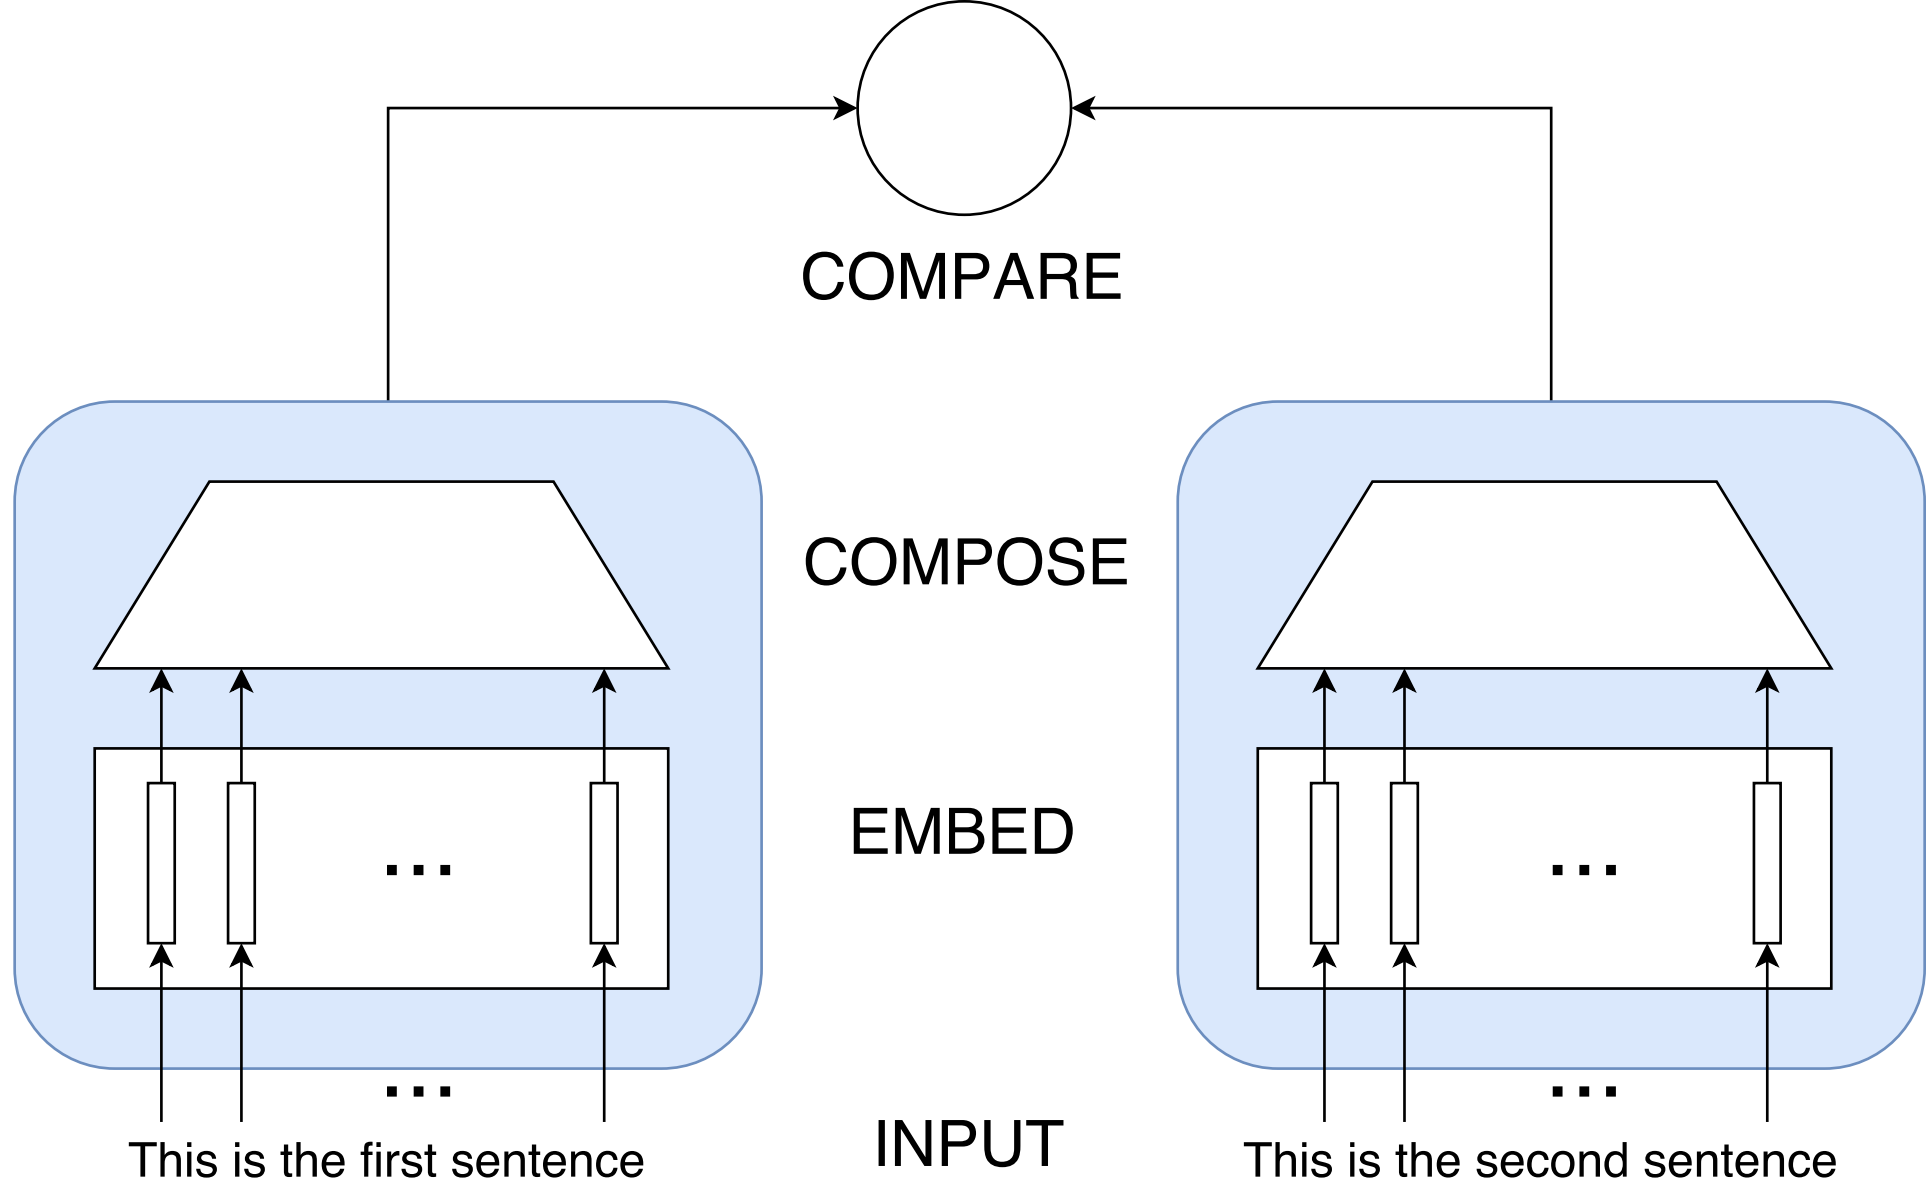 COMPARE
COMPOSE
EMBED
...
...
...
...
INPUT
This is the first sentence
This is the second sentence